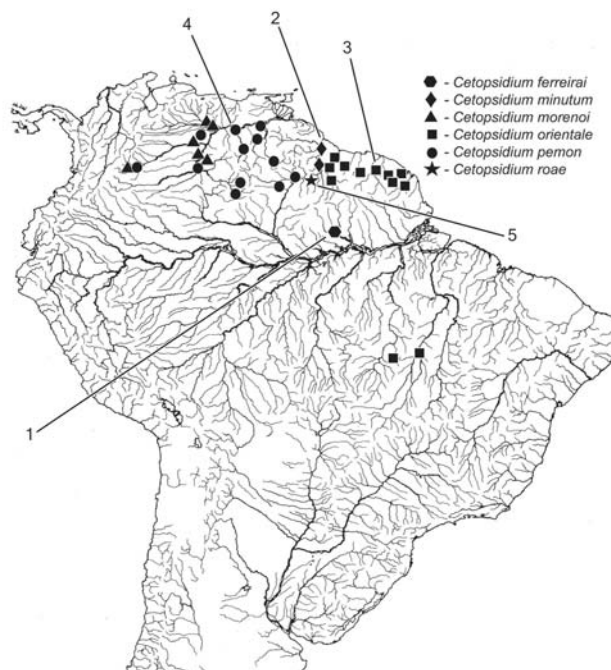 4
2
3
- Cetopsidium ferreirai
- Cetopsidium minutum
- Cetopsidium morenoi
- Cetopsidium orientale
- Cetopsidium pemon
- Cetopsidium roae
5
1